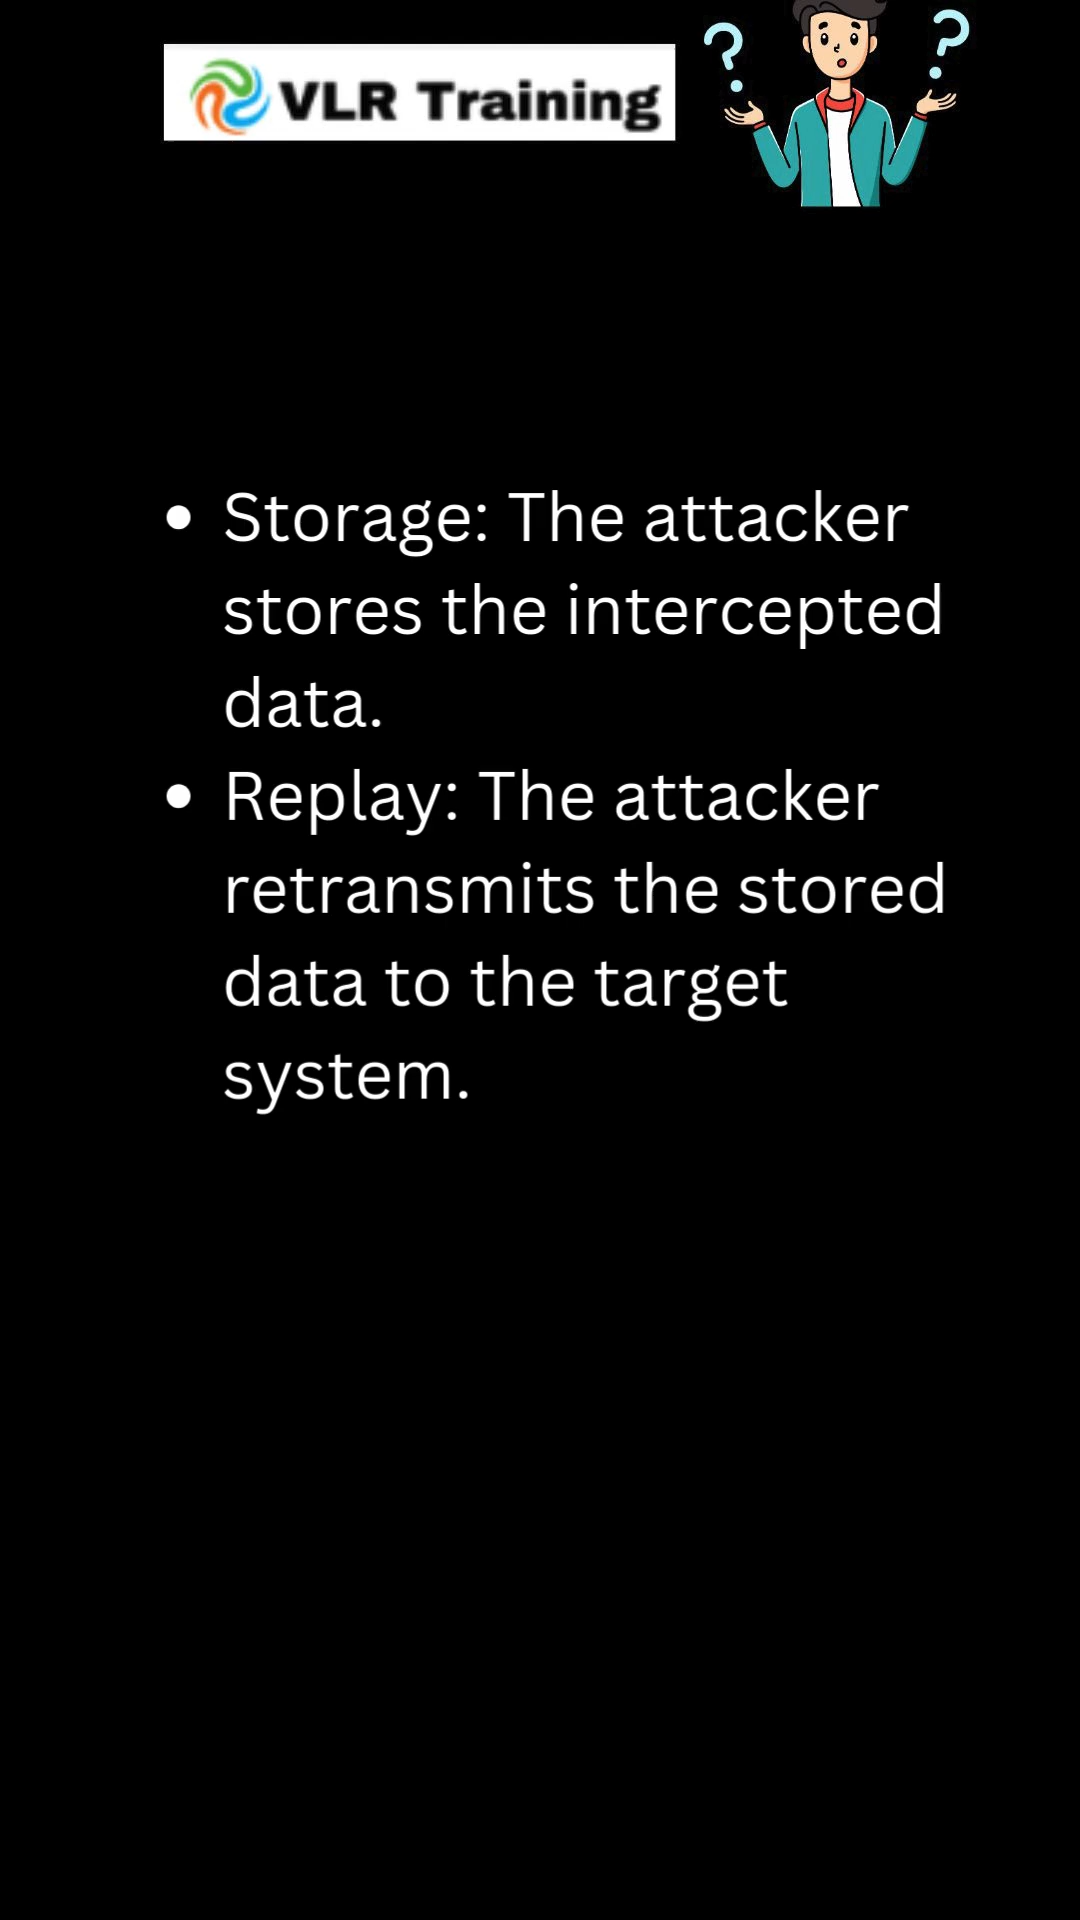 VLR Training
? ?
• Storage: The attacker
stores the intercepted
data.
• Replay: The attacker
retransmits the stored
data to the target
system.